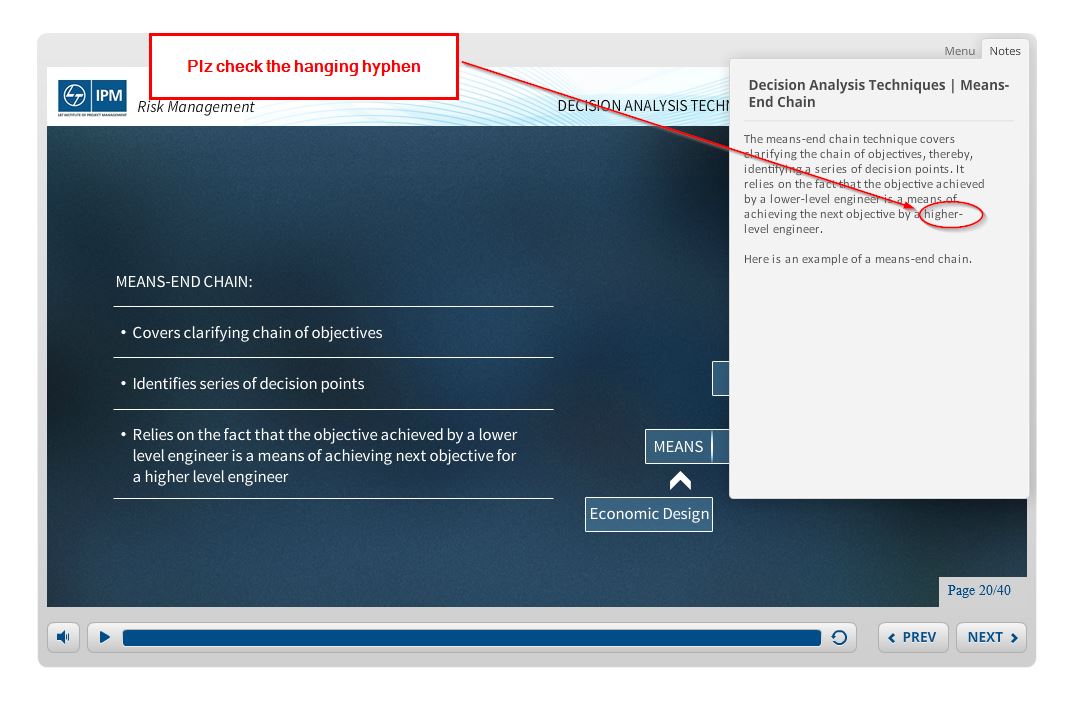 Plz check the hanging hyphen
Menu
Notes
IPM
L&T INSTITUTE OF PROJECT MANAGEMENT
Risk Management
DECISION ANALYSIS TECH
Decision Analysis Techniques | Means-
End Chain
The means-end chain technique covers
clarifying the chain of objectives, thereby,
identifying a series of decision points. It
relies on the fact that the objective achieved
by a lower-level engineer is a means of
achieving the next objective by a higher-
level engineer.
Here is an example of a means-end chain.
MEANS-END CHAIN:
• Covers clarifying chain of objectives
• Identifies series of decision points
• Relies on the fact that the objective achieved by a lower
level engineer is a means of achieving next objective for
a higher level engineer
MEANS
Economic Design
Page 20/40
PREV
NEXT